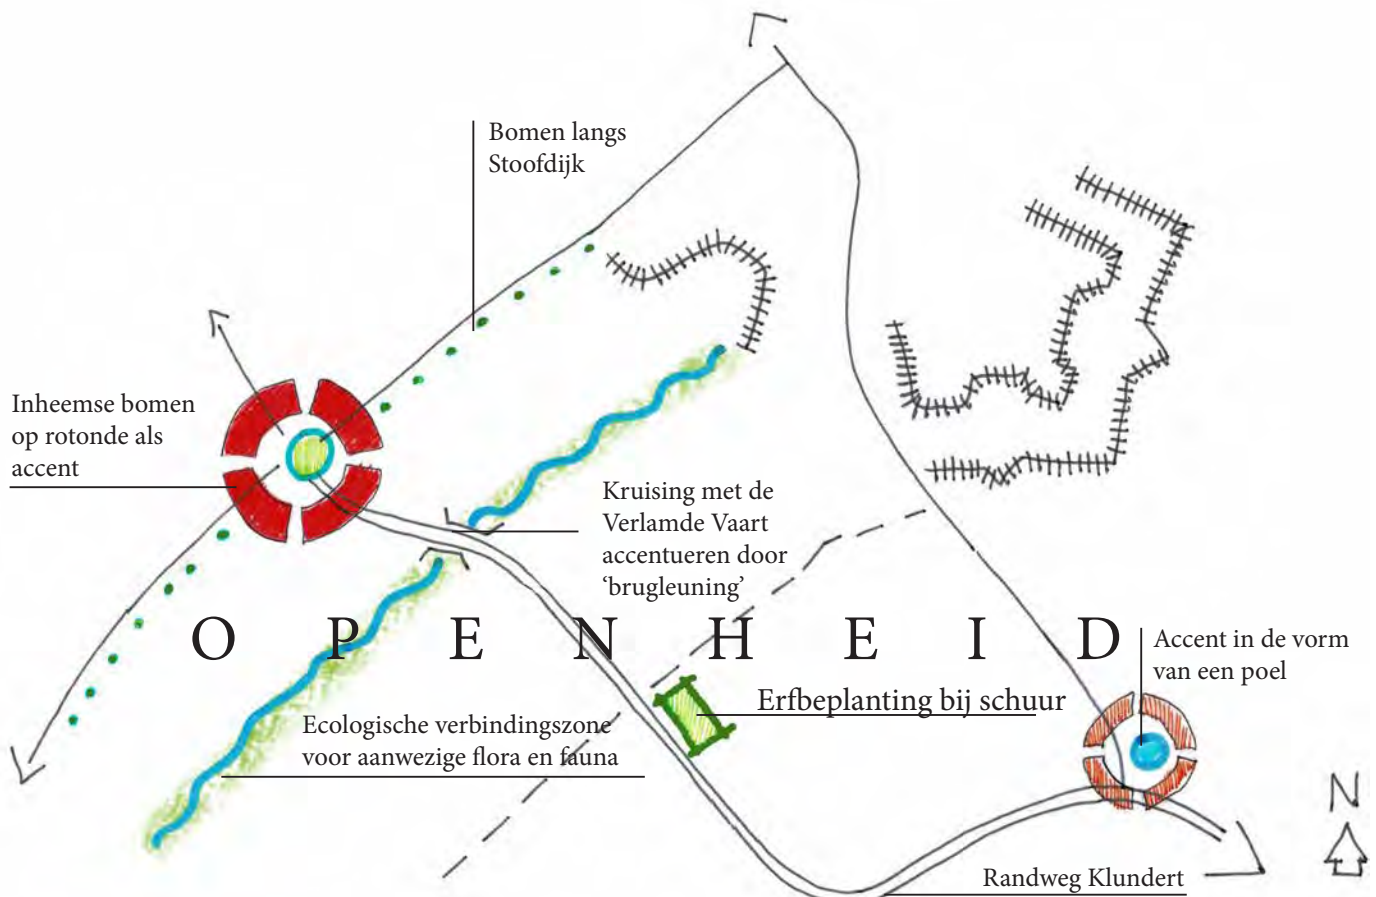 Bomen langs
Stoofdijk
Inheemse bomen
op rotonde als
accent
Kruising met de
Verlamde Vaart
accentueren door
‘brugleuning’
O P E N H E I D
Accent in de vorm
van een poel
Erfbeplanting bij schuur
Ecologische verbindingszone
voor aanwezige flora en fauna
N
Randweg Klundert